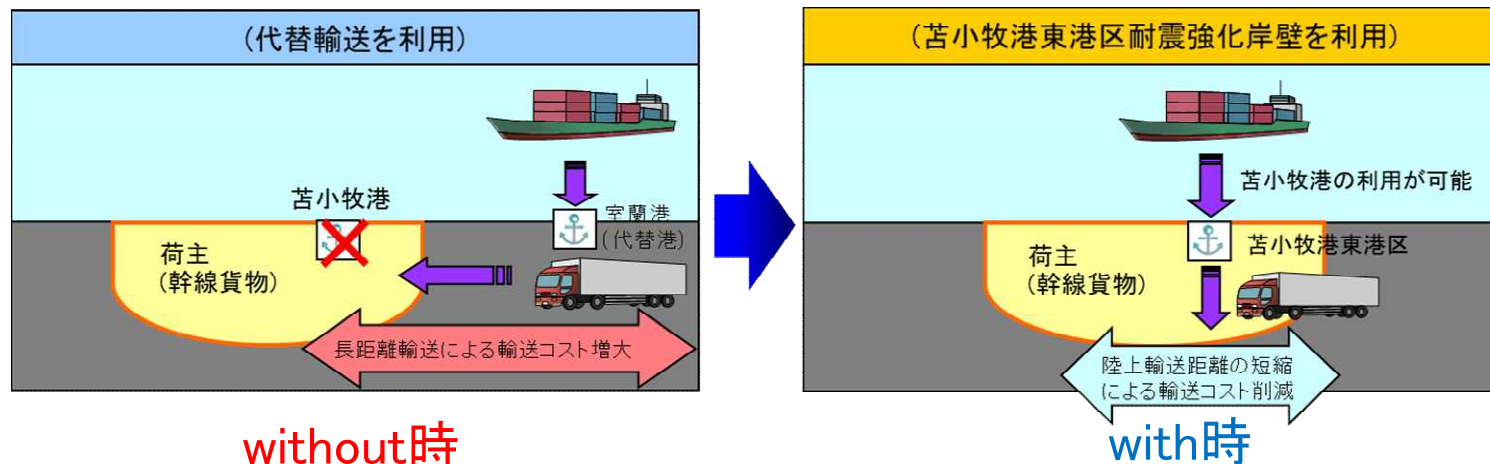 (代替輸送を利用)
苫小牧港
室蘭港
(代替港)
荷主
(幹線貨物)
長距離輸送による輸送コスト増大
without時
(苫小牧港東港区耐震強化岸壁を利用)
苫小牧港の利用が可能
苫小牧港東港区
荷主
(幹線貨物)
陸上輸送距離の短縮
による輸送コスト削減
with時